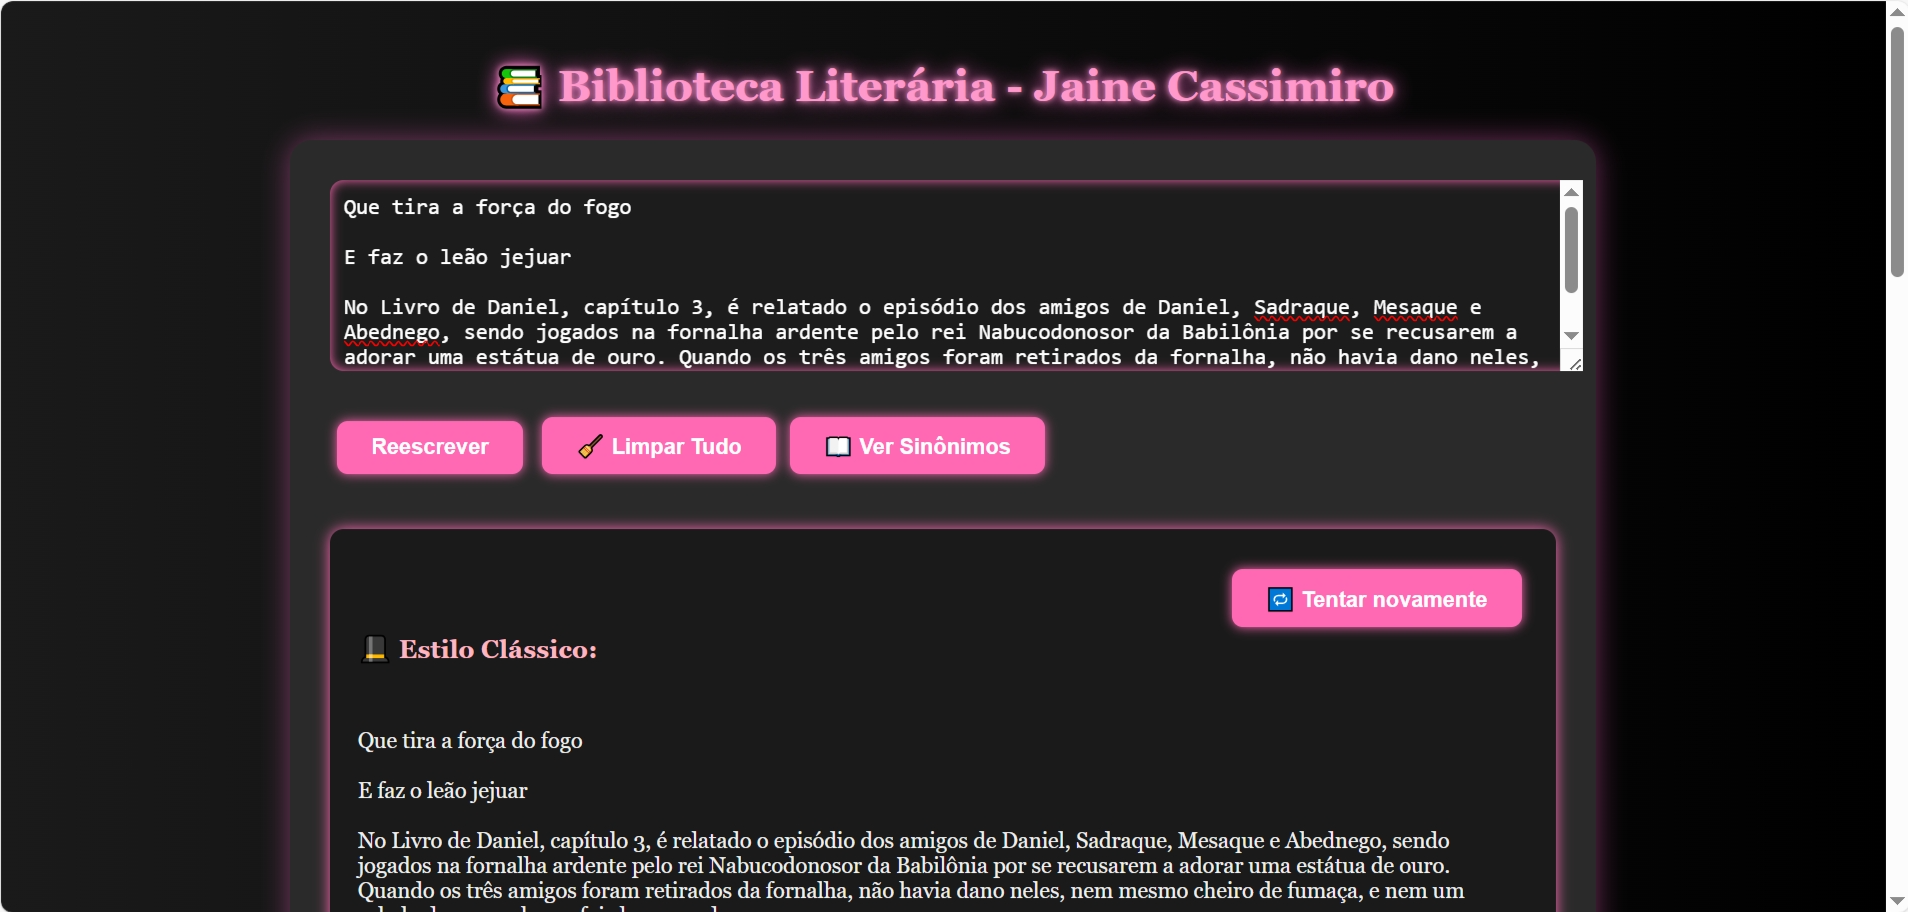 Biblioteca Literária - Jaine Cassimiro
Que tira a força do fogo
E faz o leão jejuar
No Livro de Daniel, capítulo 3, é relatado o episódio dos amigos de Daniel, Sadraque, Mesaque e
Abednego, sendo jogados na fornalha ardente pelo rei Nabucodonosor da Babilônia por se recusarem a
adorar uma estátua de ouro. Quando os três amigos foram retirados da fornalha, não havia dano neles,
Reescrever
Limpar Tudo
Ver Sinônimos
Tentar novamente
Estilo Clássico:
Que tira a força do fogo
E faz o leão jejuar
No Livro de Daniel, capítulo 3, é relatado o episódio dos amigos de Daniel, Sadraque, Mesaque e Abednego, sendo
jogados na fornalha ardente pelo rei Nabucodonosor da Babilônia por se recusarem a adorar uma estátua de ouro.
Quando os três amigos foram retirados da fornalha, não havia dano neles, nem mesmo cheiro de fumaça, e nem um